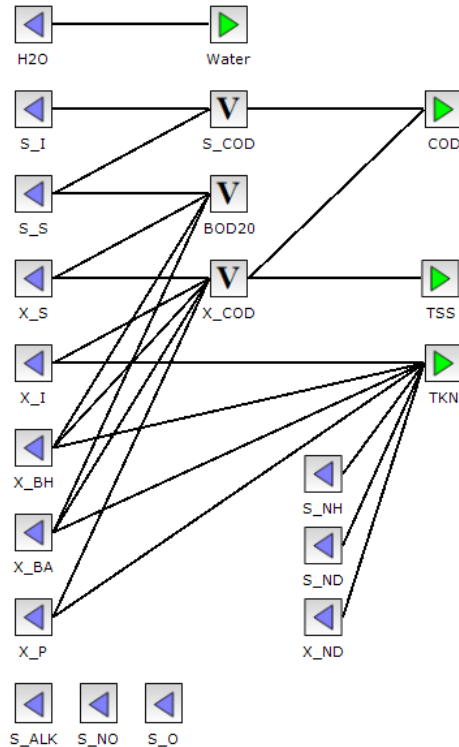 H2O Water
V
S_I S_COD COD
V
S_S BOD20
V
X_S X_COD TSS
X_I TKN
X_BH
S_NH
X_BA
S_ND
X_P X_ND
S_ALK S_NO S_O